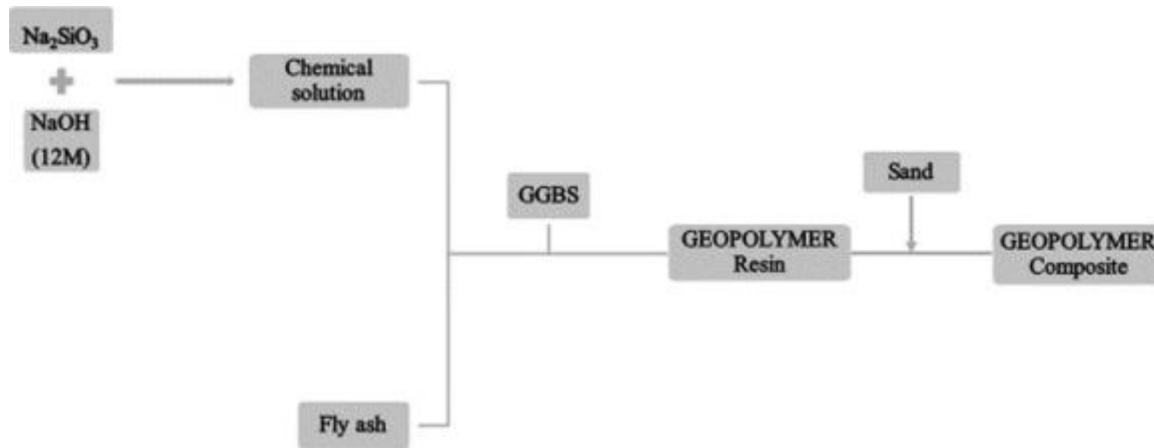 Na₂SiO₃
NaOH
(12M)
Chemical
solution
GGBS
Fly ash
GEOPOLYMER
Resin
Sand
GEOPOLYMER
Composite